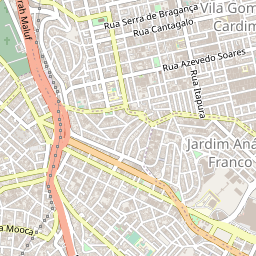 Vila Gom
Cardim
Rua Serra de Bragança
Rua Cantagalo
rah Maluf
Rua Azevedo Soares
Rua Itapura
Jardim Aná
Franco
a Mooca